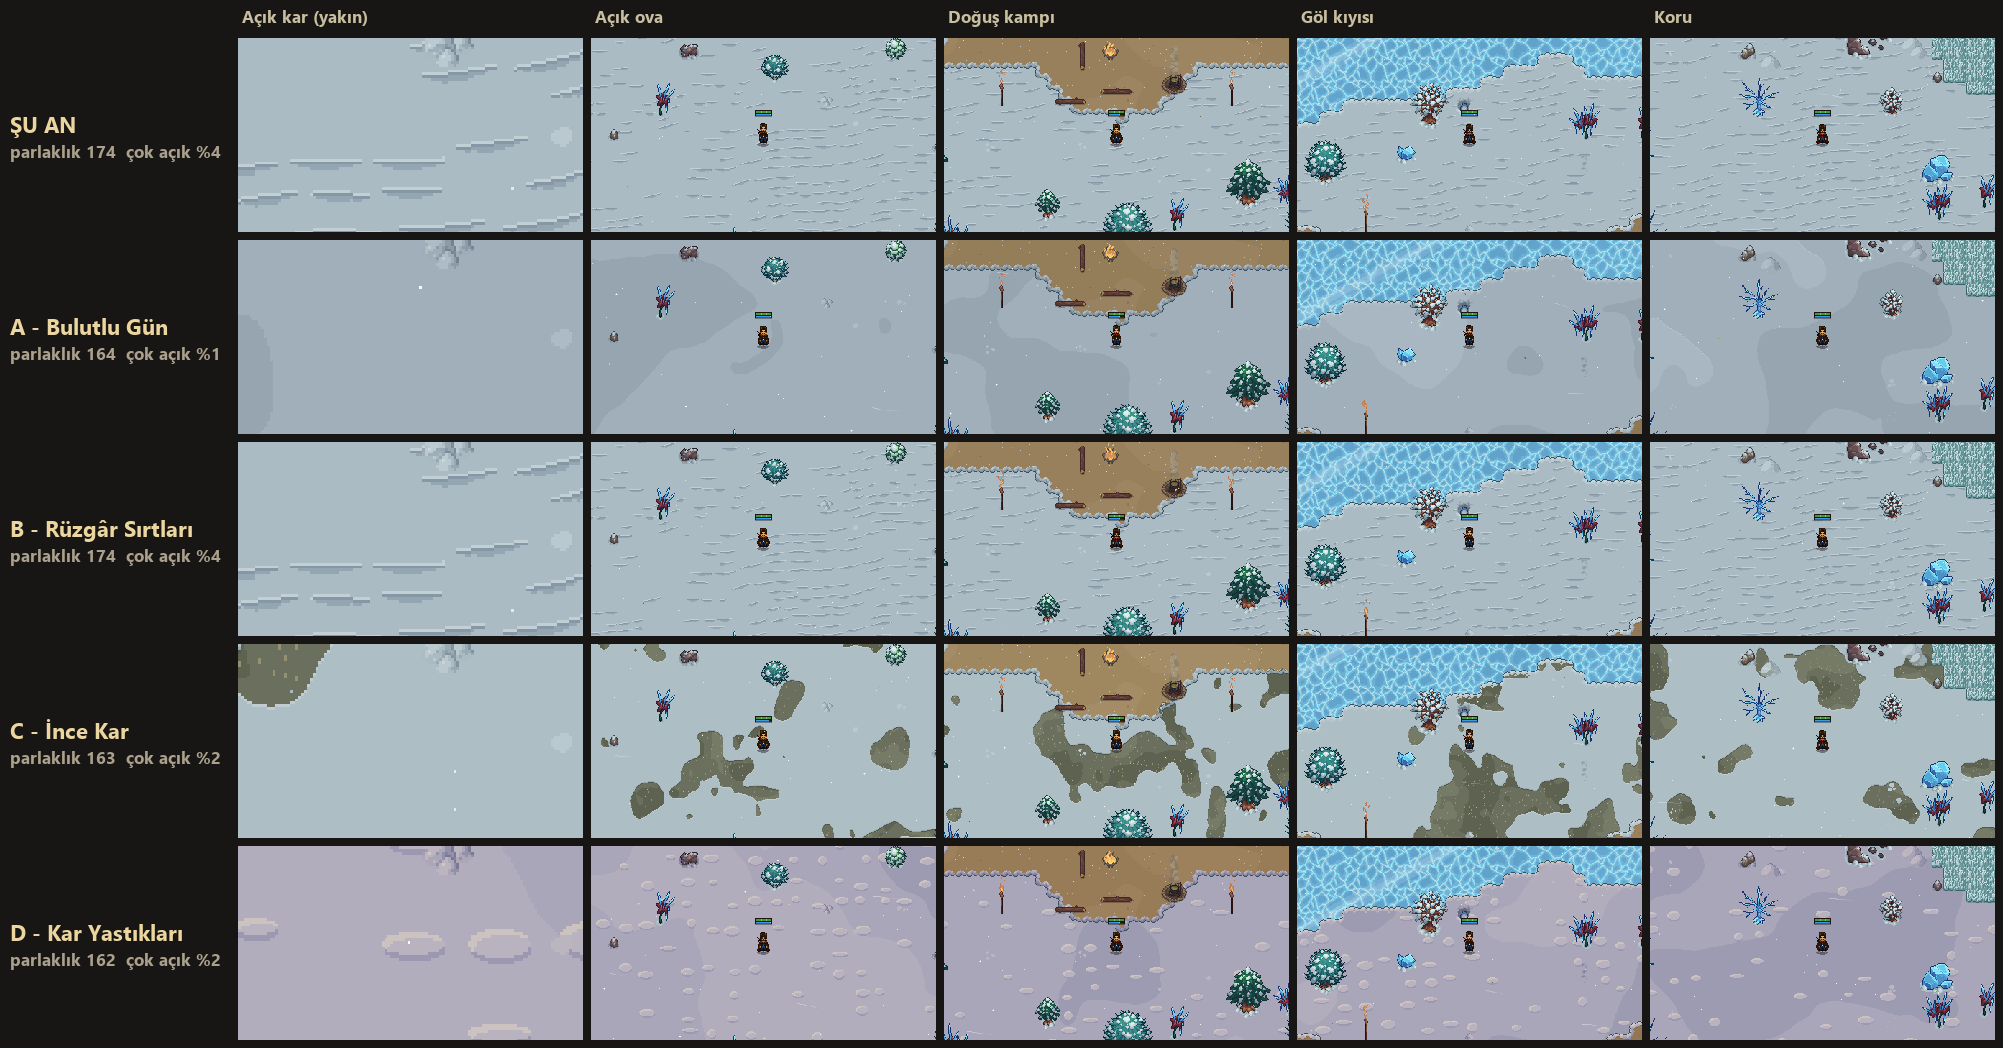 Açık kar (yakın)
Açık ova
Doğuş kampı
Göl kıyısı
Koru
ŞU AN
parlaklık 174 çok açık %4
A - Bulutlu Gün
parlaklık 164 çok açık %1
B - Rüzgâr Sırtları
parlaklık 174 çok açık %4
C - İnce Kar
parlaklık 163 çok açık %2
D - Kar Yastıkları
parlaklık 162 çok açık %2